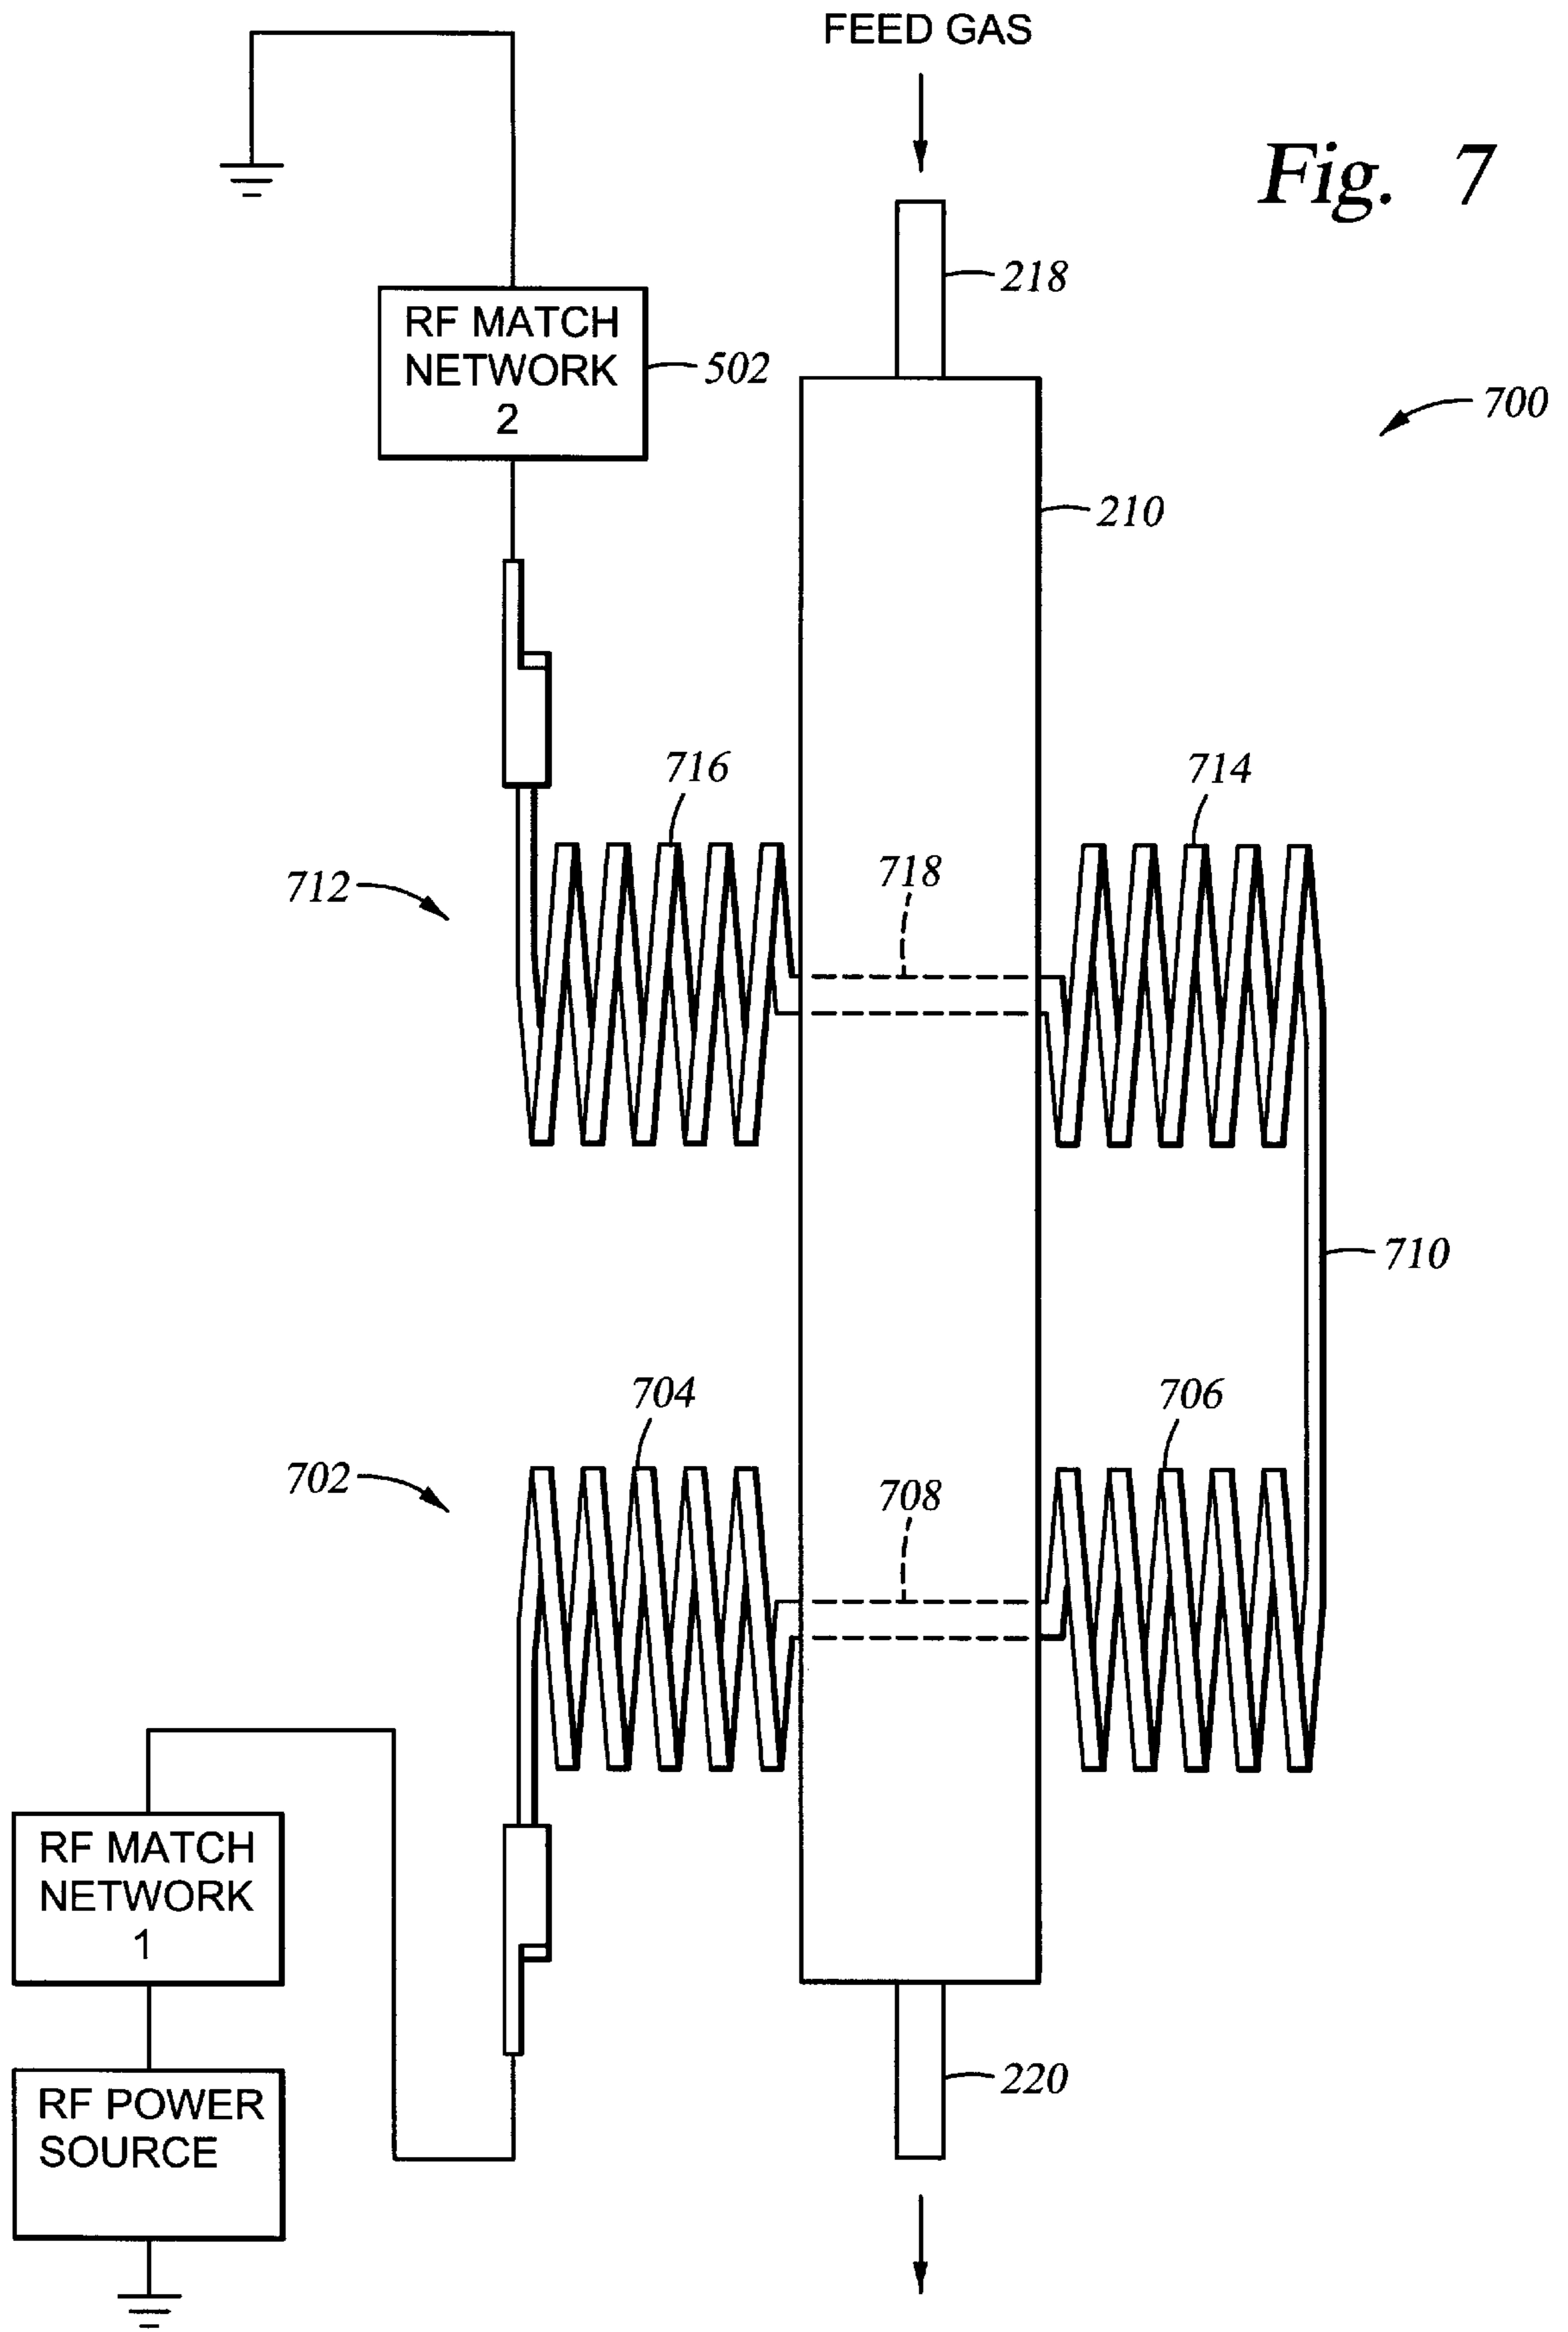 FEED GAS
Fig. 7
218
RF MATCH
NETWORK
2
502
700
210
716
714
712
718
710
704
706
702
708
RF MATCH
NETWORK
1
220
RF POWER
SOURCE